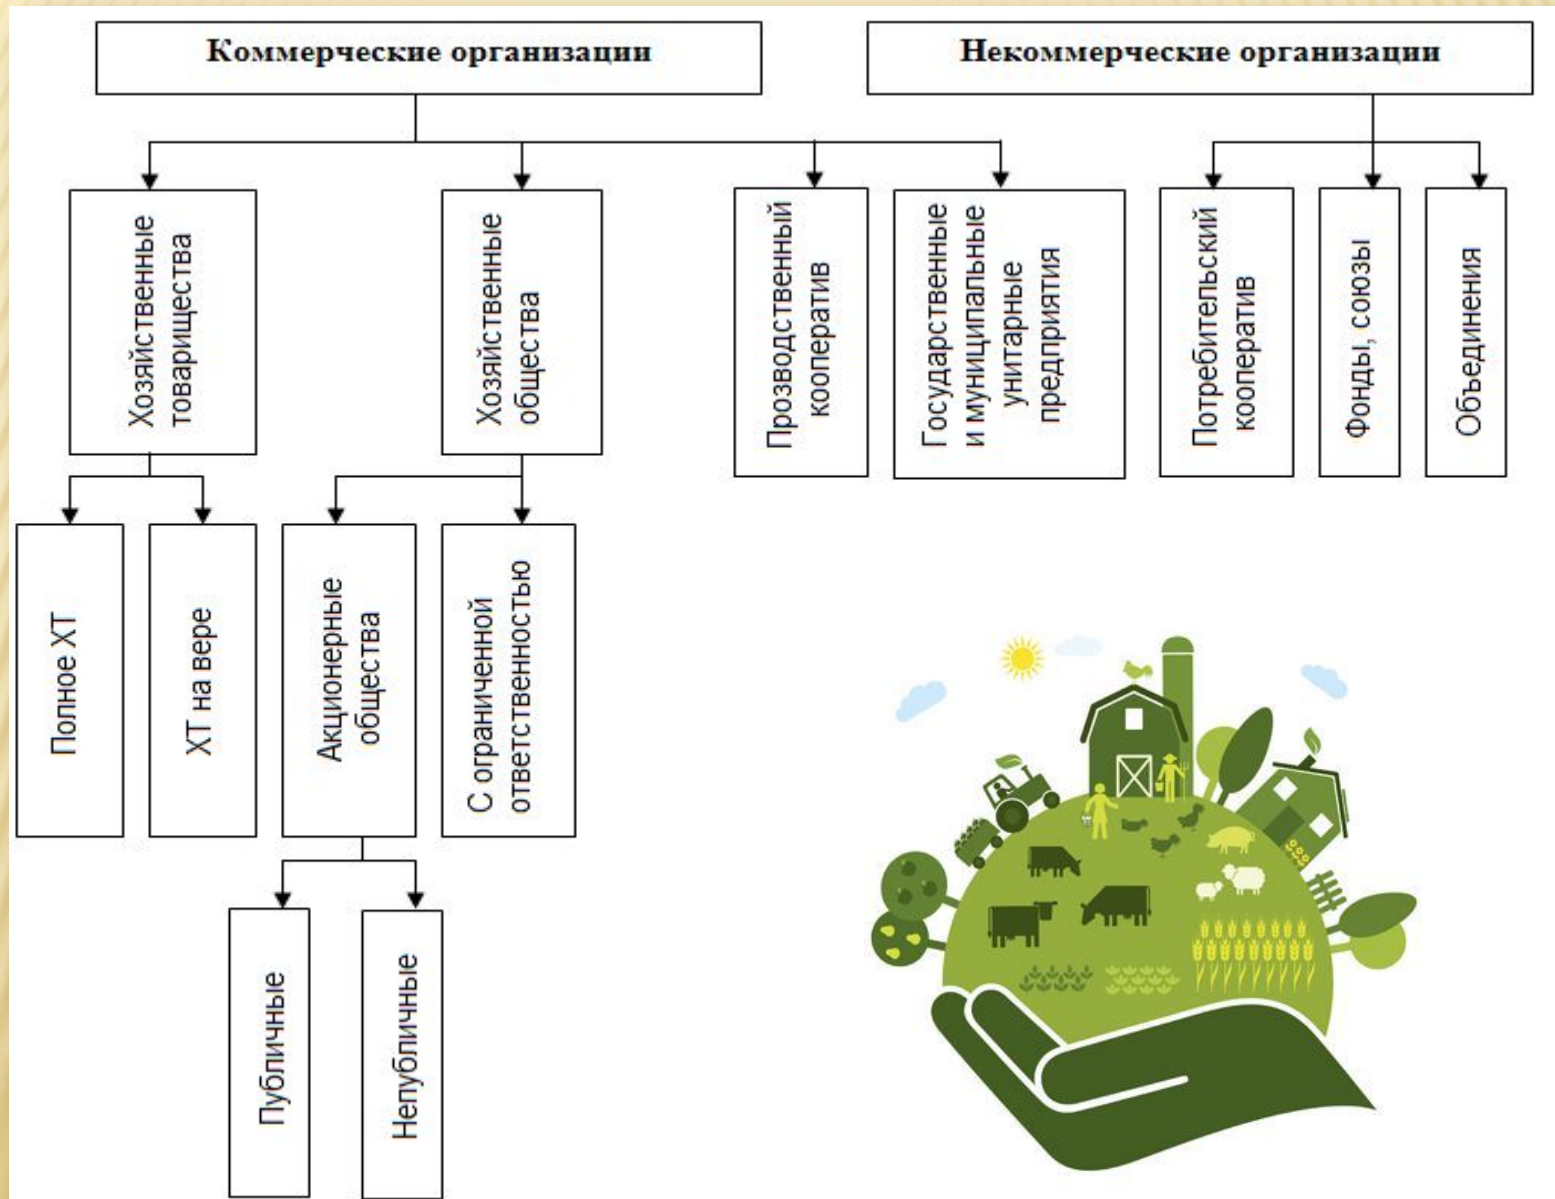 Коммерческие организации
Некоммерческие организации
Хозяйственные
товарищества
Хозяйственные
общества
Прозводственный
кооператив
Государственные
и муниципальные
унитарные
предприятия
Потребительский
кооператив
Фонды, союзы
Объединения
Полное ХТ
ХТ на вере
Акционерные
общества
С ограниченной
ответственностью
Публичные
Непубличные